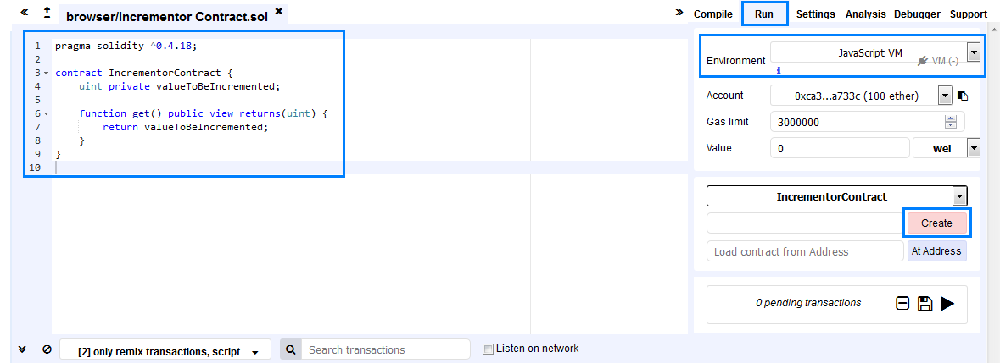 browser/Incrementor Contract.sol
Compile Run Settings Analysis Debugger Support
1 pragma solidity ^0.4.18;
2
3 contract IncrementorContract {
4 uint private valueToBeIncremented;
5
6 function get() public view returns(uint) {
7 return valueToBeIncremented;
8 }
9 }
10
Environment JavaScript VM VM (-)
Account 0xca3...a733c (100 ether)
Gas limit 3000000
Value 0 wei
IncrementorContract
Create
Load contract from Address At Address
0 pending transactions
[2] only remix transactions, script Search transactions Listen on network